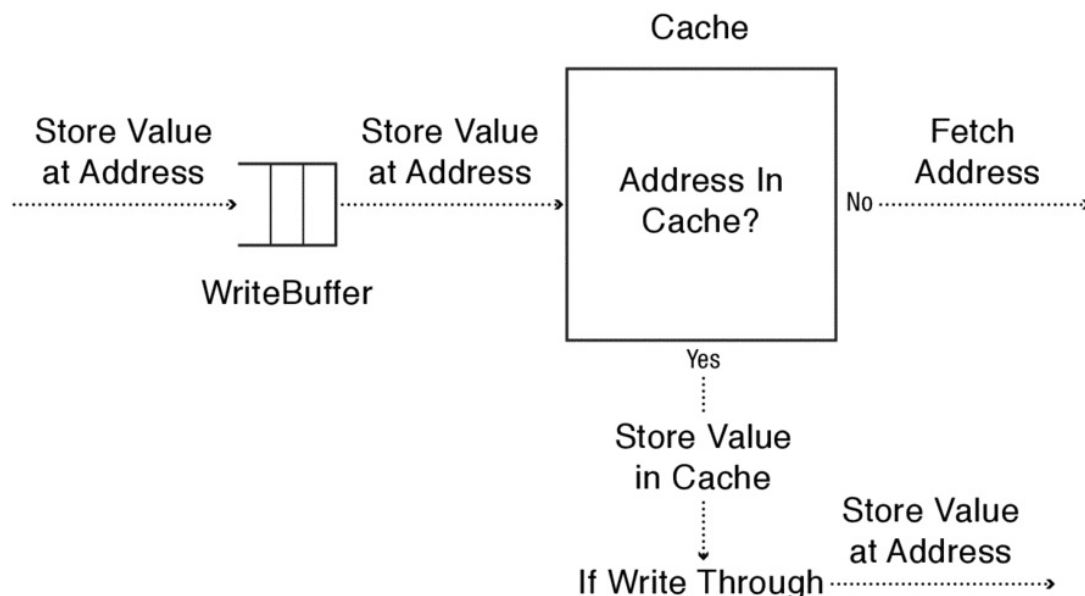 Cache
Store Value
at Address
Store Value
at Address
WriteBuffer
Address In
Cache?
No
Fetch
Address
Yes
Store Value
in Cache
If Write Through
Store Value
at Address